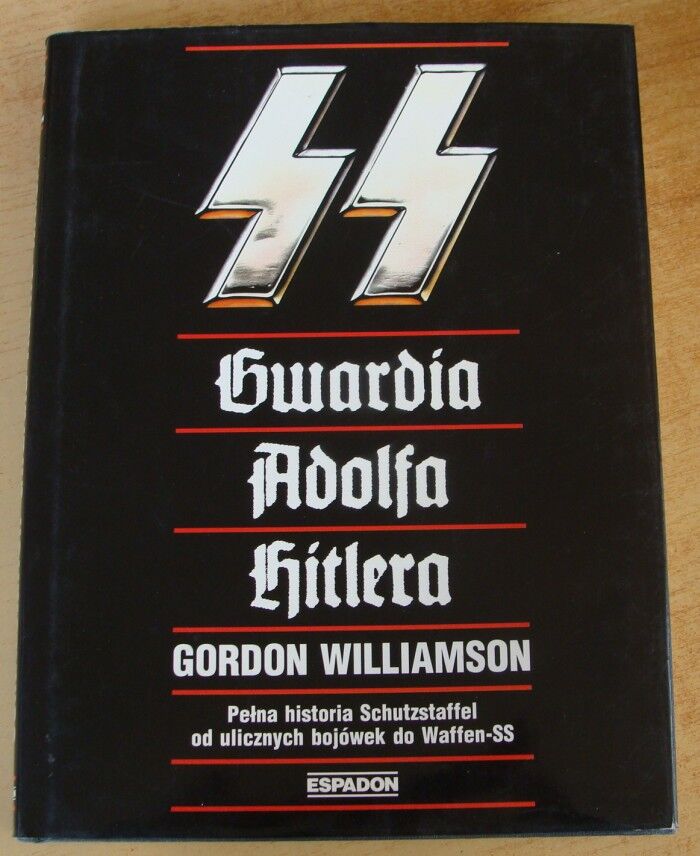 SS
Gwardia
Adolfa
Hitlera
GORDON WILLIAMSON
Pełna historia Schutzstaffel
od ulicznych bojówek do Waffen-SS
ESPADON